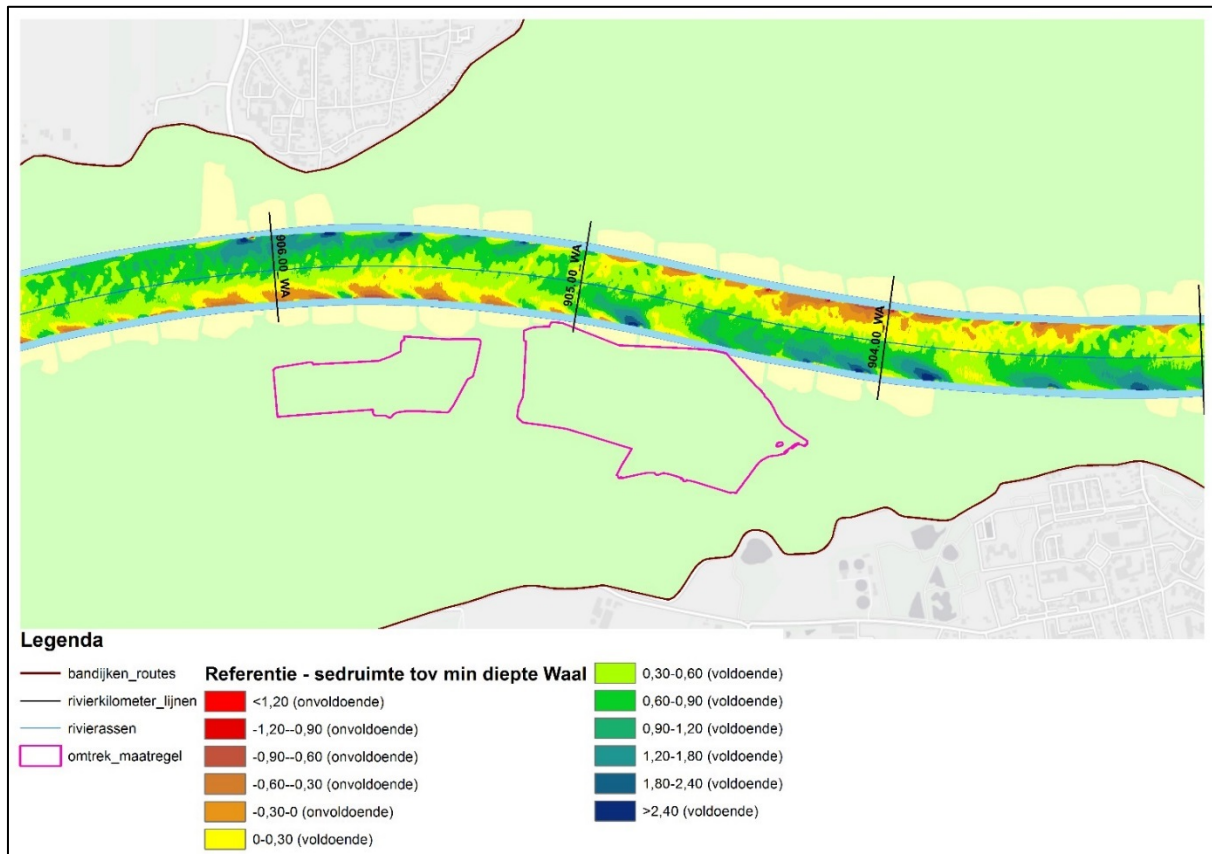 906.00_WA
905.00_WA
904.00_WA
Legenda
bandijken_routes
rivierkilometer_lijnen
rivierassen
omtrek_maatregel
Referentie - sedruimte tov min diepte Waal
<1,20 (onvoldoende)
-1,20--0,90 (onvoldoende)
-0,90--0,60 (onvoldoende)
-0,60--0,30 (onvoldoende)
-0,30-0 (onvoldoende)
0-0,30 (voldoende)
0,30-0,60 (voldoende)
0,60-0,90 (voldoende)
0,90-1,20 (voldoende)
1,20-1,80 (voldoende)
1,80-2,40 (voldoende)
>2,40 (voldoende)